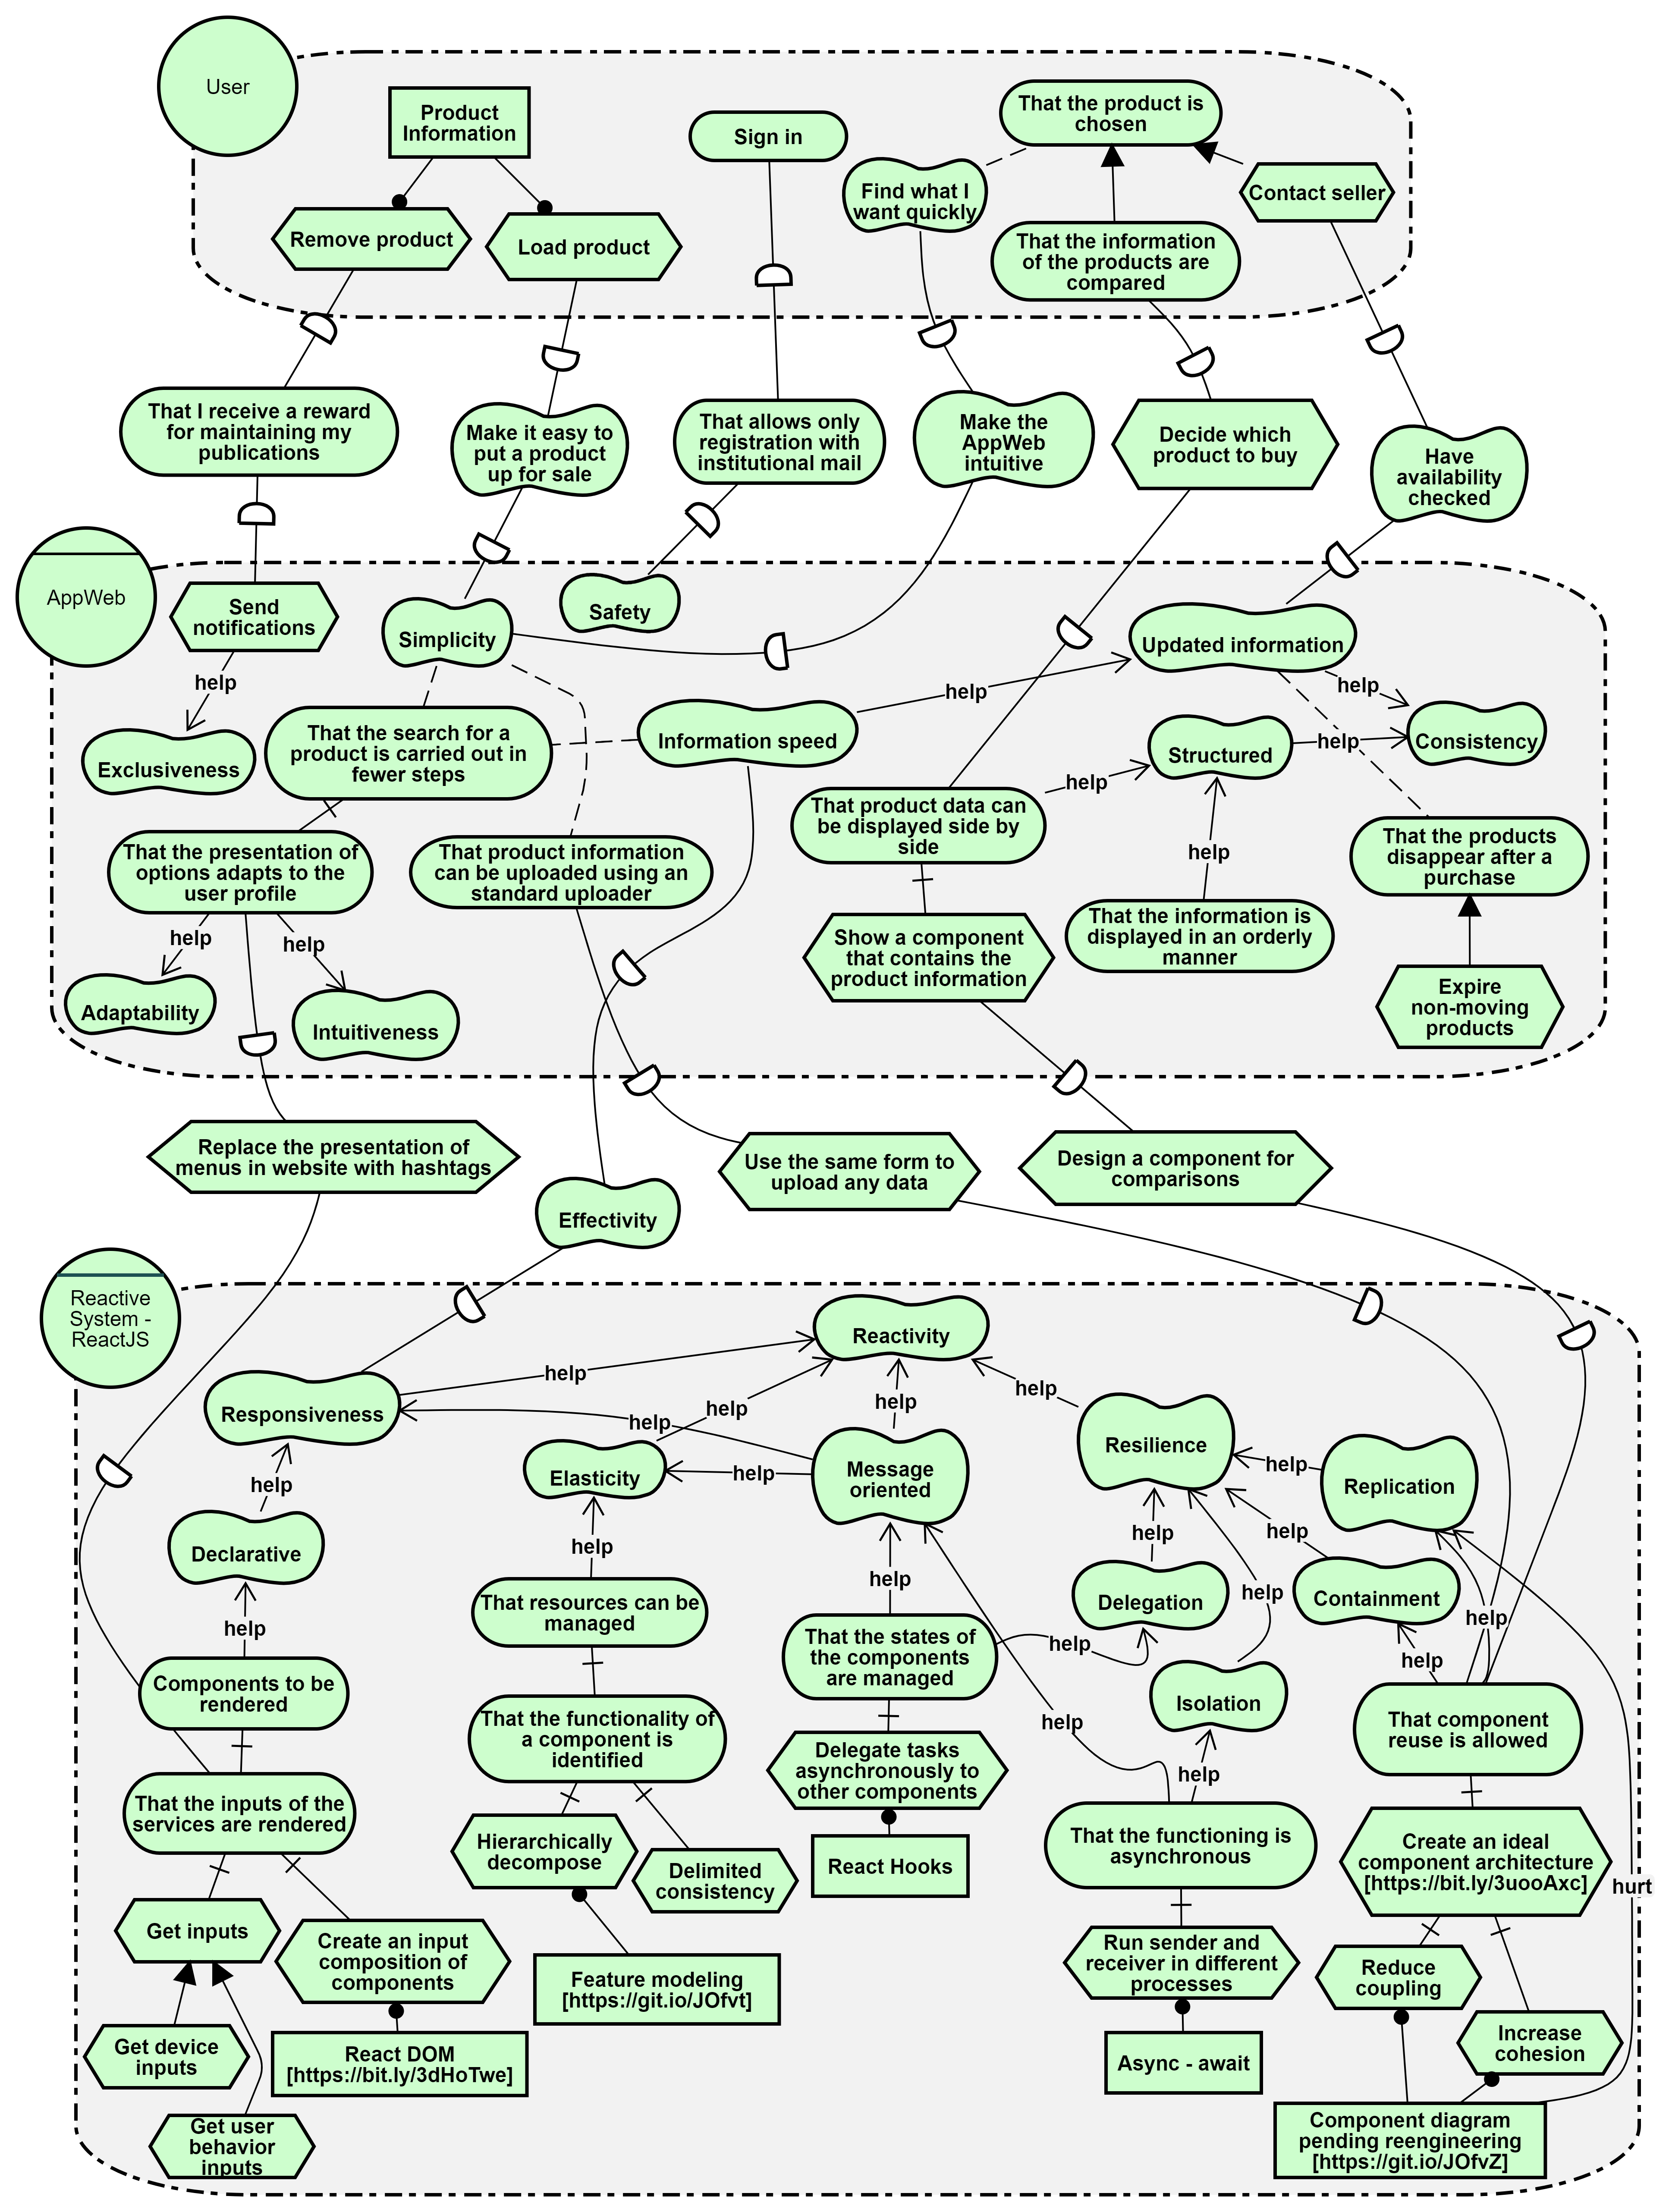 User
Product
Information
Sign in
That the product is
chosen
Find what I
want quickly
Contact seller
Remove product
Load product
That the information
of the products are
compared
That I receive a reward
for maintaining my
publications
Make it easy to
put a product
up for sale
That allows only
registration with
institutional mail
Make the
AppWeb
intuitive
Decide which
product to buy
Have
availability
checked
AppWeb
Send
notifications
Simplicity
Safety
Updated information
help
help
help
Information speed
Structured
help
Consistency
Exclusiveness
That the search for a
product is carried out in
fewer steps
help
That product data can
be displayed side by
side
That the products
disappear after a
purchase
That the presentation of
options adapts to the
user profile
That product information
can be uploaded using an
standard uploader
help
help
help
Show a component
that contains the
product information
That the information is
displayed in an orderly
manner
Adaptability
Intuitiveness
Expire
non-moving
products
Replace the presentation of
menus in website with hashtags
Use the same form to
upload any data
Design a component for
comparisons
Effectivity
Reactive
System -
ReactJS
Reactivity
help
help
help
help
help
Responsiveness
Elasticity
help
Message
oriented
Resilience
help
Replication
help
help
help
help
Declarative
help
help
Delegation
help
Containment
help
help
That resources can be
managed
That the states of
the components
are managed
help
help
Components to be
rendered
Isolation
help
That component
reuse is allowed
That the functionality of
a component is
identified
Delegate tasks
asynchronously to
other components
help
That the inputs of the
services are rendered
Hierarchically
decompose
Delimited
consistency
React Hooks
That the functioning is
asynchronous
Create an ideal
component architecture
[https://bit.ly/3uooAxc]
hurt
Get inputs
Create an input
composition of
components
Feature modeling
[https://git.io/JOfvt]
Run sender and
receiver in different
processes
Reduce
coupling
Increase
cohesion
Get device
inputs
React DOM
[https://bit.ly/3dHoTwe]
Async - await
Get user
behavior
inputs
Component diagram
pending reengineering
[https://git.io/JOfvZ]